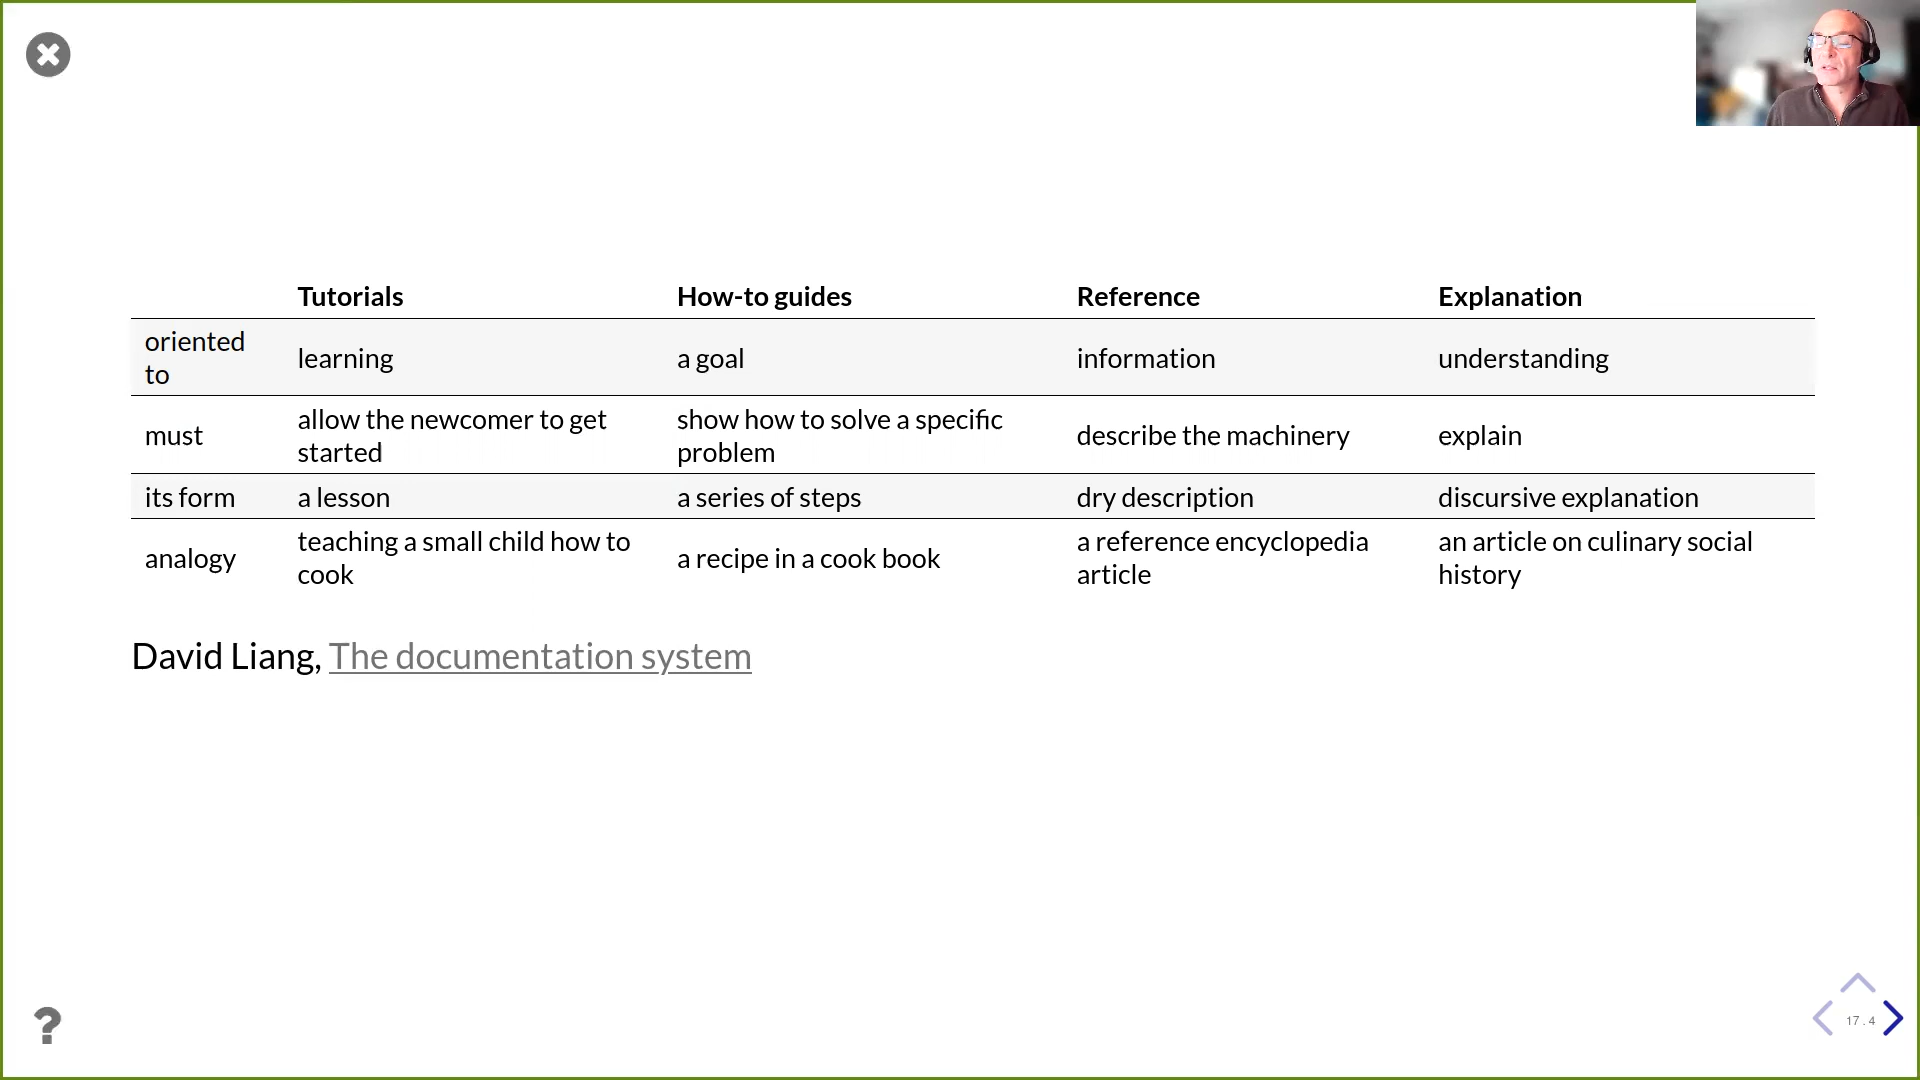 Tutorials How-to guides Reference Explanation
oriented to learning a goal information understanding
must allow the newcomer to get started show how to solve a specific problem describe the machinery explain
its form a lesson a series of steps dry description discursive explanation
analogy teaching a small child how to cook a recipe in a cook book a reference encyclopedia article an article on culinary social history
David Liang, The documentation system
?
17 . 4